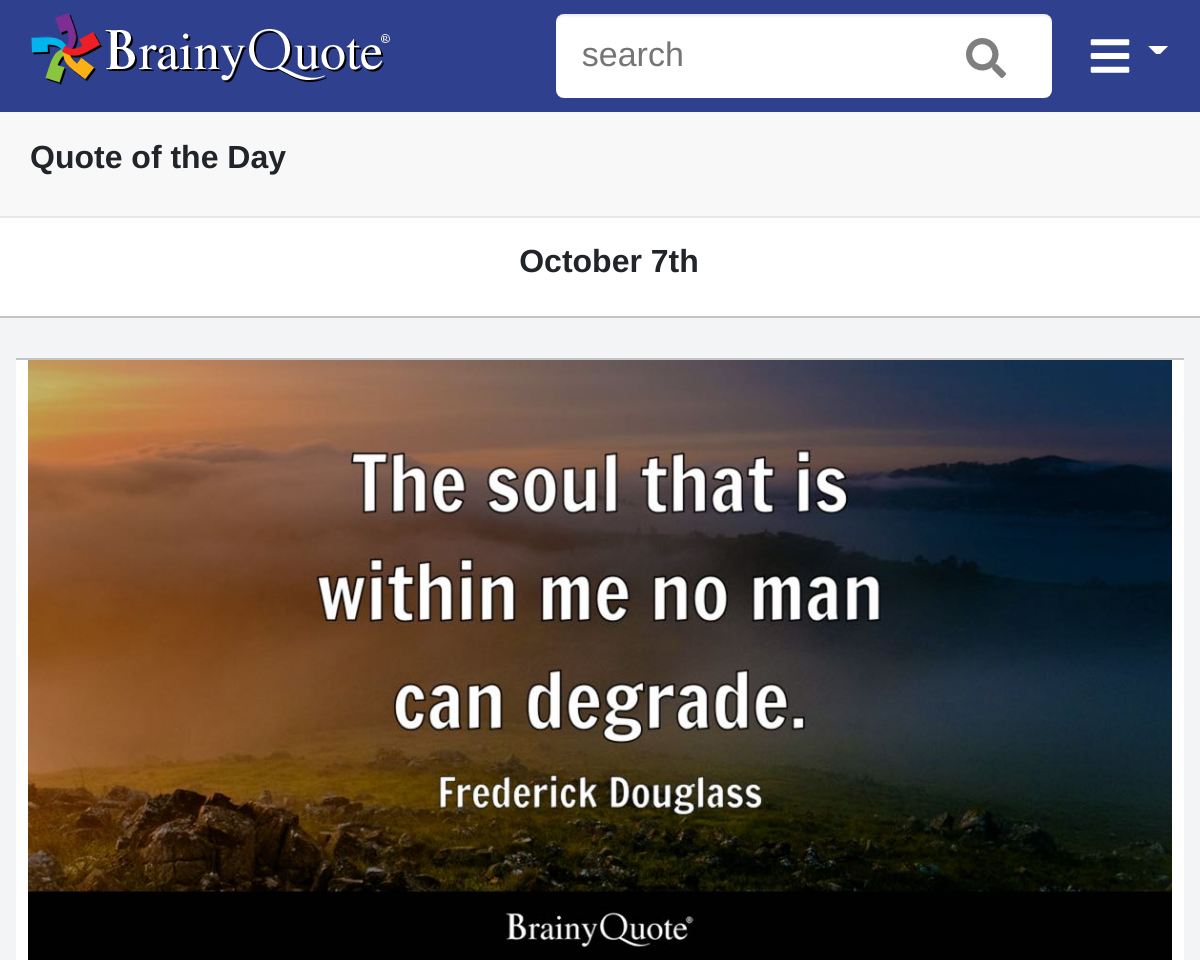 BrainyQuote®
search
Quote of the Day
October 7th
The soul that is
within me no man
can degrade.
Frederick Douglass
BrainyQuote®